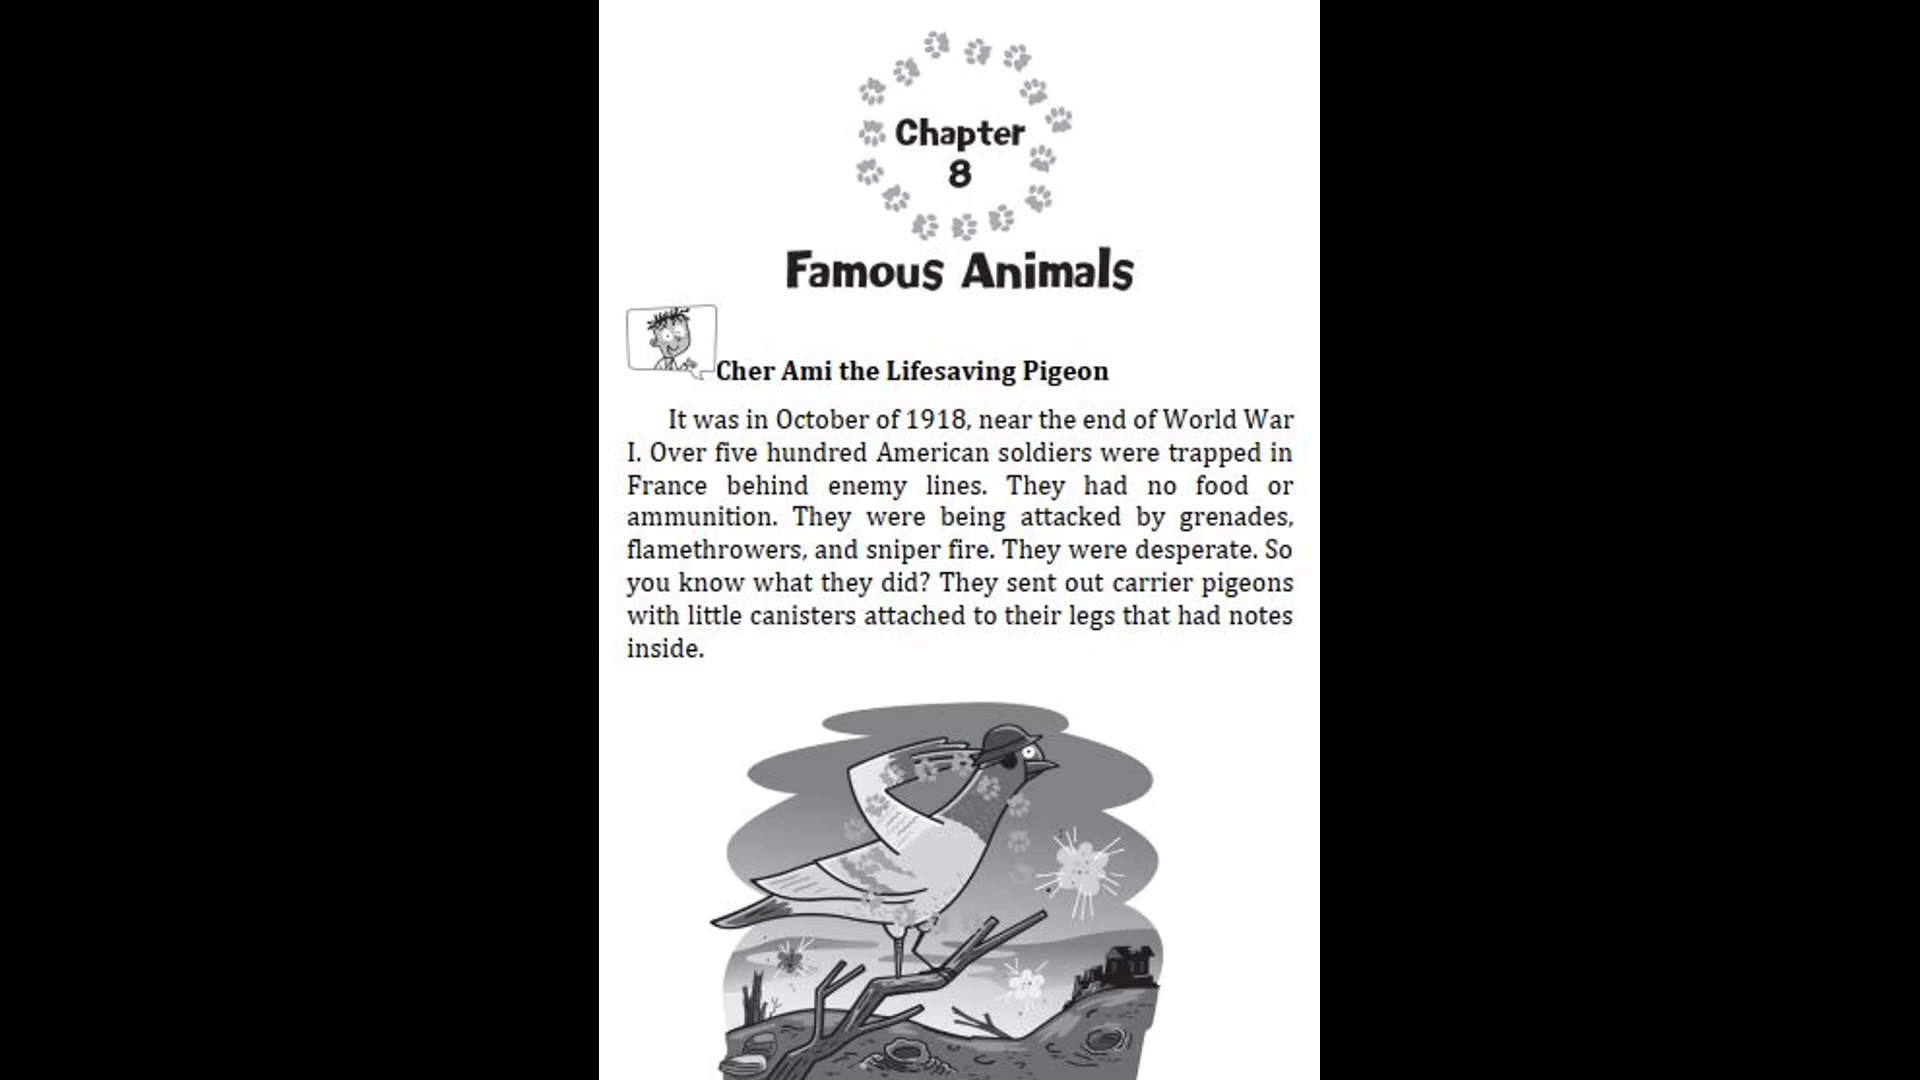 Chapter
8
Famous Animals
Cher Ami the Lifesaving Pigeon
It was in October of 1918, near the end of World War
I. Over five hundred American soldiers were trapped in
France behind enemy lines. They had no food or
ammunition. They were being attacked by grenades,
flamethrowers, and sniper fire. They were desperate. So
you know what they did? They sent out carrier pigeons
with little canisters attached to their legs that had notes
inside.